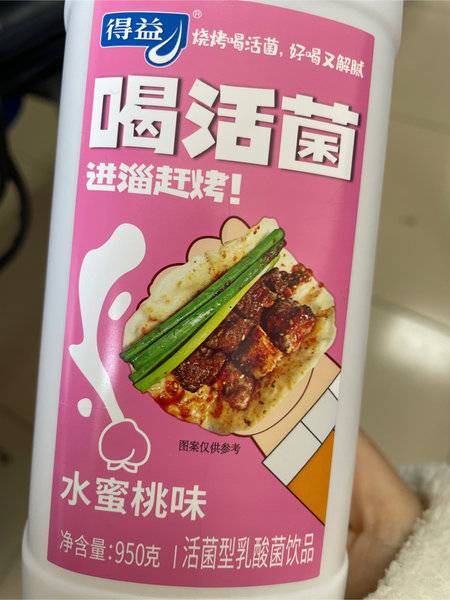 得益® 烧烤喝活菌，好喝又解腻
喝活菌
进淄赶烤！
图案仅供参考
水蜜桃味
净含量:950克 | 活菌型乳酸菌饮品